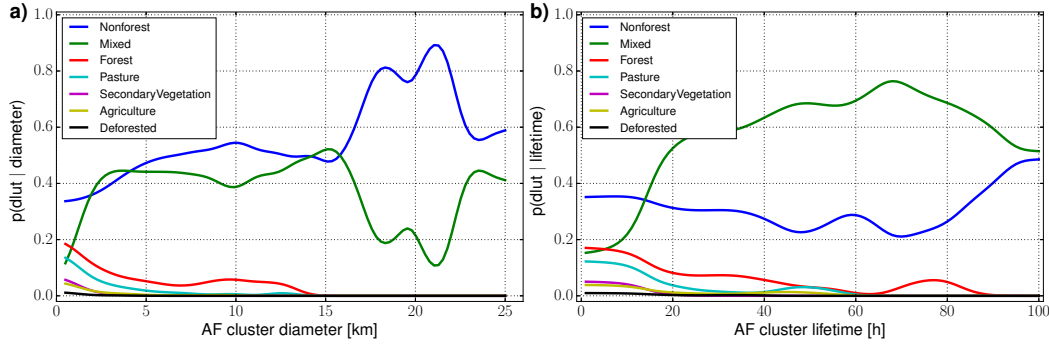 a)
1.0
0.8
0.6
0.4
0.2
0.0
p(dlut | diameter)
Nonforest
Mixed
Forest
Pasture
SecondaryVegetation
Agriculture
Deforested
0
5
10
15
20
25
AF cluster diameter [km]
b)
1.0
0.8
0.6
0.4
0.2
0.0
p(dlut | lifetime)
Nonforest
Mixed
Forest
Pasture
SecondaryVegetation
Agriculture
Deforested
0
20
40
60
80
100
AF cluster lifetime [h]